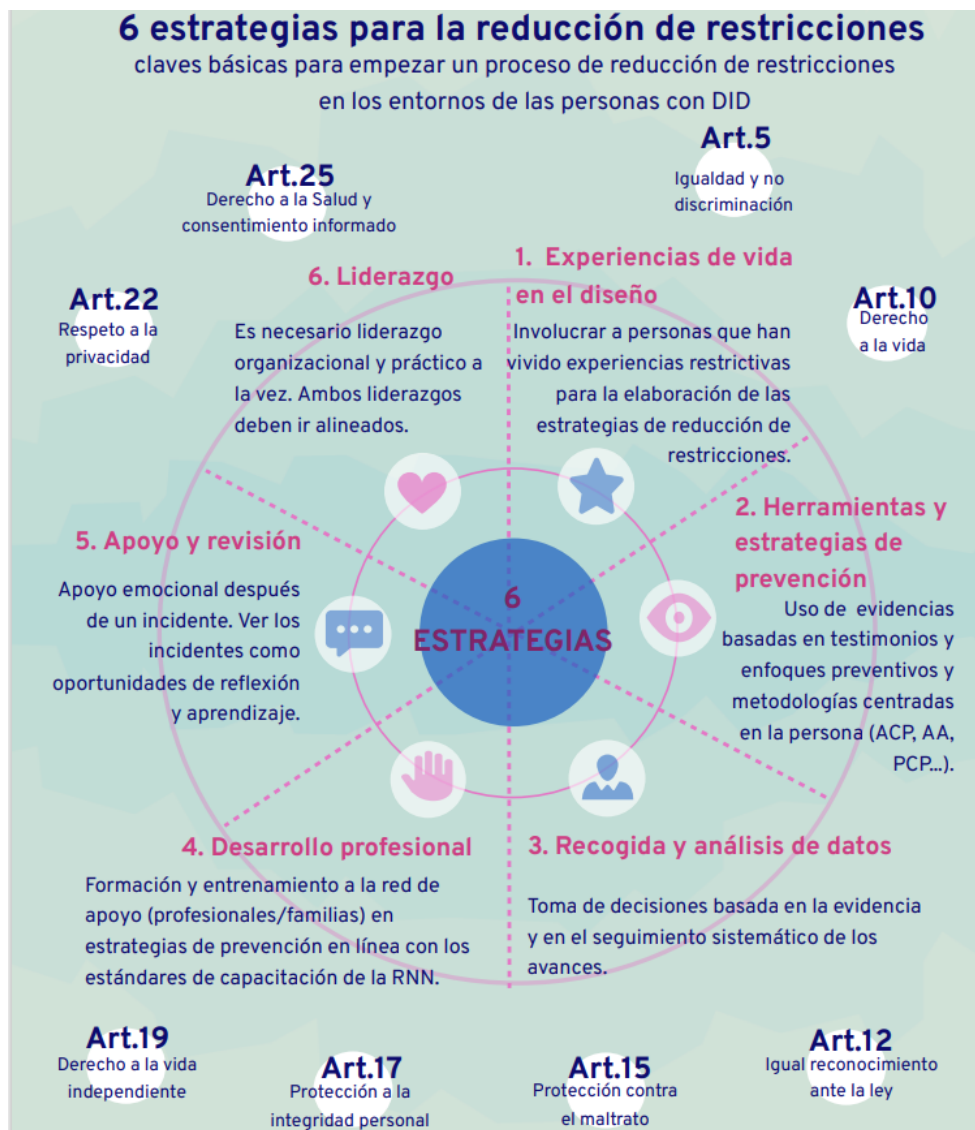 6 estrategias para la reducción de restricciones
claves básicas para empezar un proceso de reducción de restricciones
en los entornos de las personas con DID
Art.5
Igualdad y no
discriminación
Art.25
Derecho a la Salud y
consentimiento informado
Art.22
Respeto a la
privacidad
Art.10
Derecho
a la vida
6. Liderazgo
Es necesario liderazgo
organizacional y práctico a
la vez. Ambos liderazgos
deben ir alineados.
1. Experiencias de vida
en el diseño
Involucrar a personas que han
vivido experiencias restrictivas
para la elaboración de las
estrategias de reducción de
restricciones.
5. Apoyo y revisión
Apoyo emocional después
de un incidente. Ver los
incidentes como
oportunidades de reflexión
y aprendizaje.
6
ESTRATEGIAS
2. Herramientas y
estrategias de
prevención
Uso de evidencias
basadas en testimonios y
enfoques preventivos y
metodologías centradas
en la persona (ACP, AA,
PCP...).
4. Desarrollo profesional
Formación y entrenamiento a la red de
apoyo (profesionales/familias) en
estrategias de prevención en línea con los
estándares de capacitación de la RNN.
3. Recogida y análisis de datos
Toma de decisiones basada en la evidencia
y en el seguimiento sistemático de los
avances.
Art.19
Derecho a la vida
independiente
Art.17
Protección a la
integridad personal
Art.15
Protección contra
el maltrato
Art.12
Igual reconocimiento
ante la ley